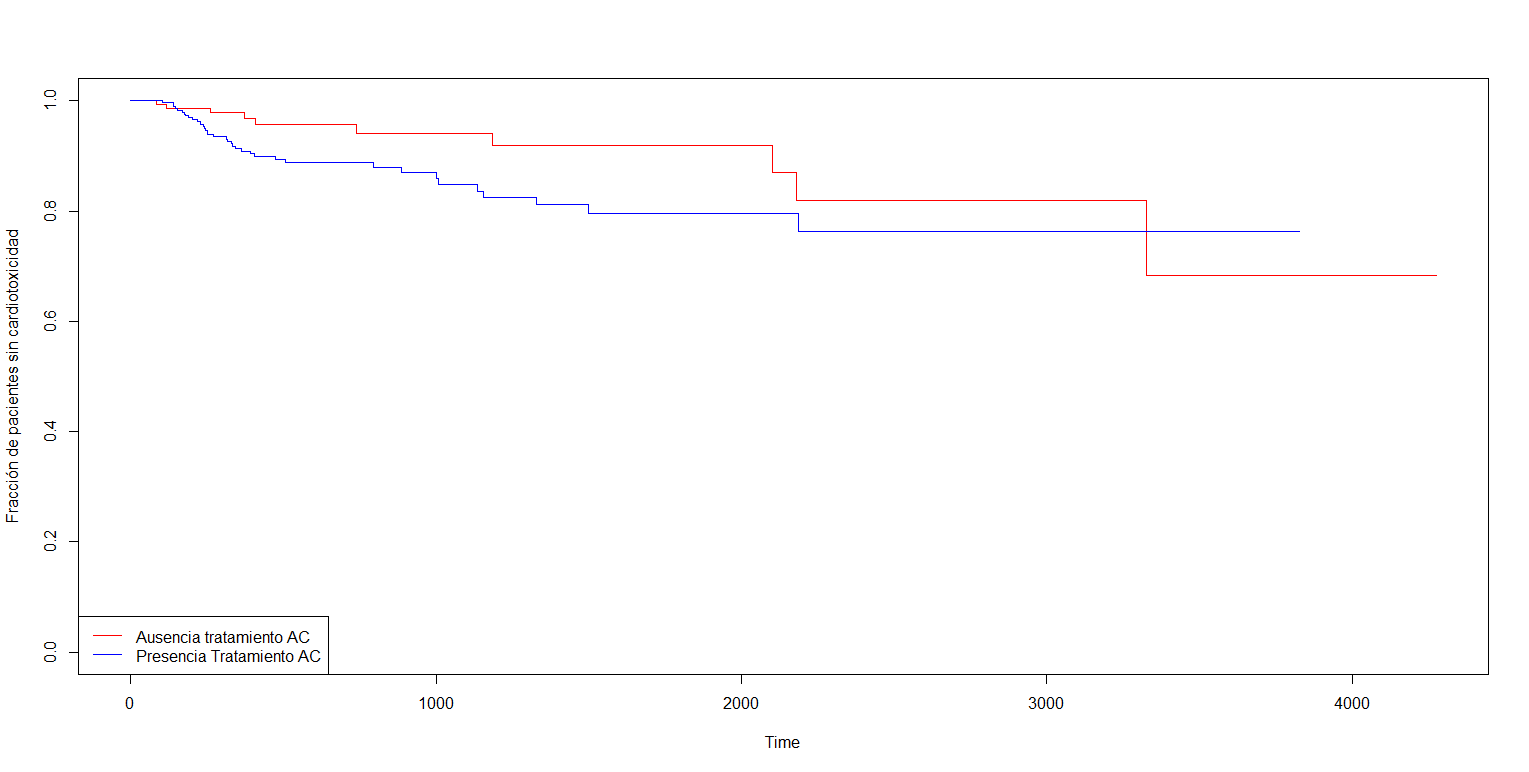 Fracción de pacientes sin cardiotoxicidad
1.0
0.8
0.6
0.4
0.2
0.0
Ausencia tratamiento AC
Presencia Tratamiento AC
0 1000 2000 3000 4000
Time